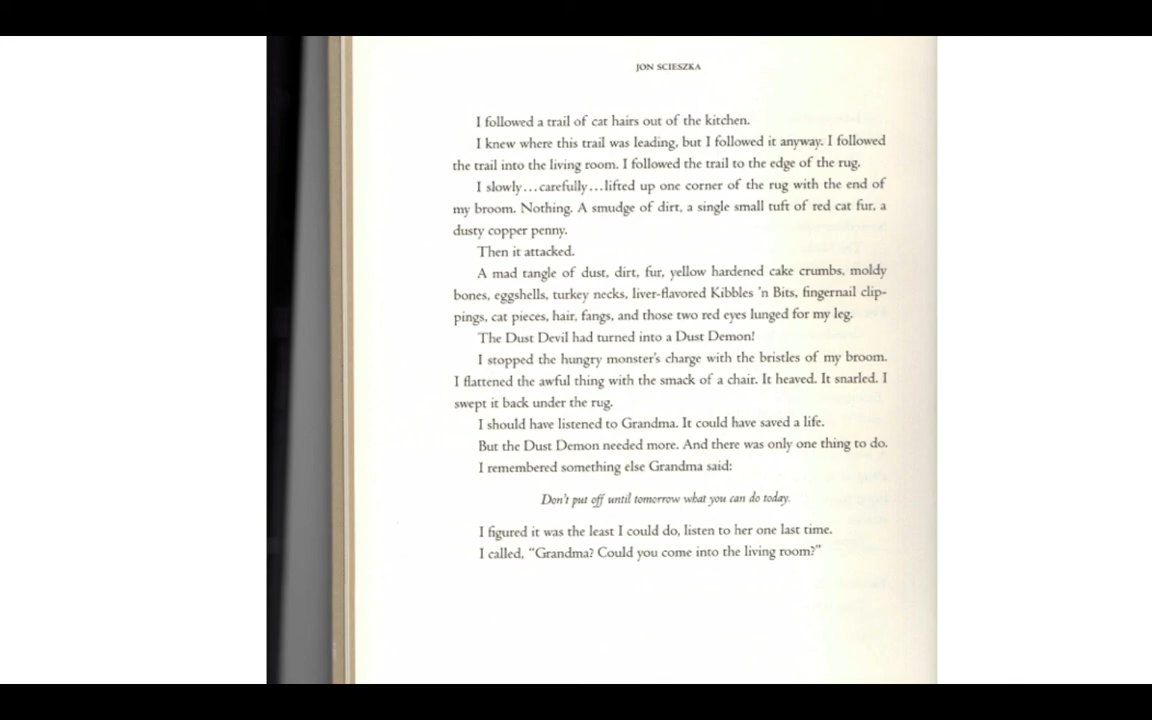 JON SCIESZKA
I followed a trail of cat hairs out of the kitchen.
I knew where this trail was leading, but I followed it anyway. I followed
the trail into the living room. I followed the trail to the edge of the rug.
I slowly...carefully...lifted up one corner of the rug with the end of
my broom. Nothing. A smudge of dirt, a single small tuft of red cat fur, a
dusty copper penny.
Then it attacked.
A mad tangle of dust, dirt, fur, yellow hardened cake crumbs, moldy
bones, eggshells, turkey necks, liver-flavored Kibbles 'n Bits, fingernail clip-
pings, cat pieces, hair, fangs, and those two red eyes lunged for my leg.
The Dust Devil had turned into a Dust Demon!
I stopped the hungry monster's charge with the bristles of my broom.
I flattened the awful thing with the smack of a chair. It heaved. It snarled. I
swept it back under the rug.
I should have listened to Grandma. It could have saved a life.
But the Dust Demon needed more. And there was only one thing to do.
I remembered something else Grandma said:
Don't put off until tomorrow what you can do today.
I figured it was the least I could do, listen to her one last time.
I called, "Grandma? Could you come into the living room?"